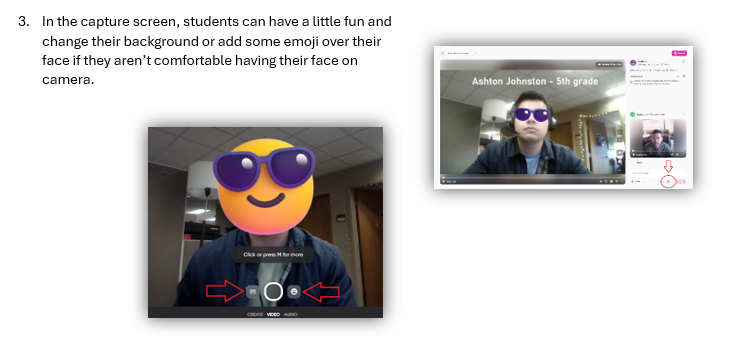 3. In the capture screen, students can have a little fun and
change their background or add some emoji over their
face if they aren’t comfortable having their face on
camera.
Ashton Johnston - 5th grade
Click or press M for more
CREATE VIDEO AUDIO